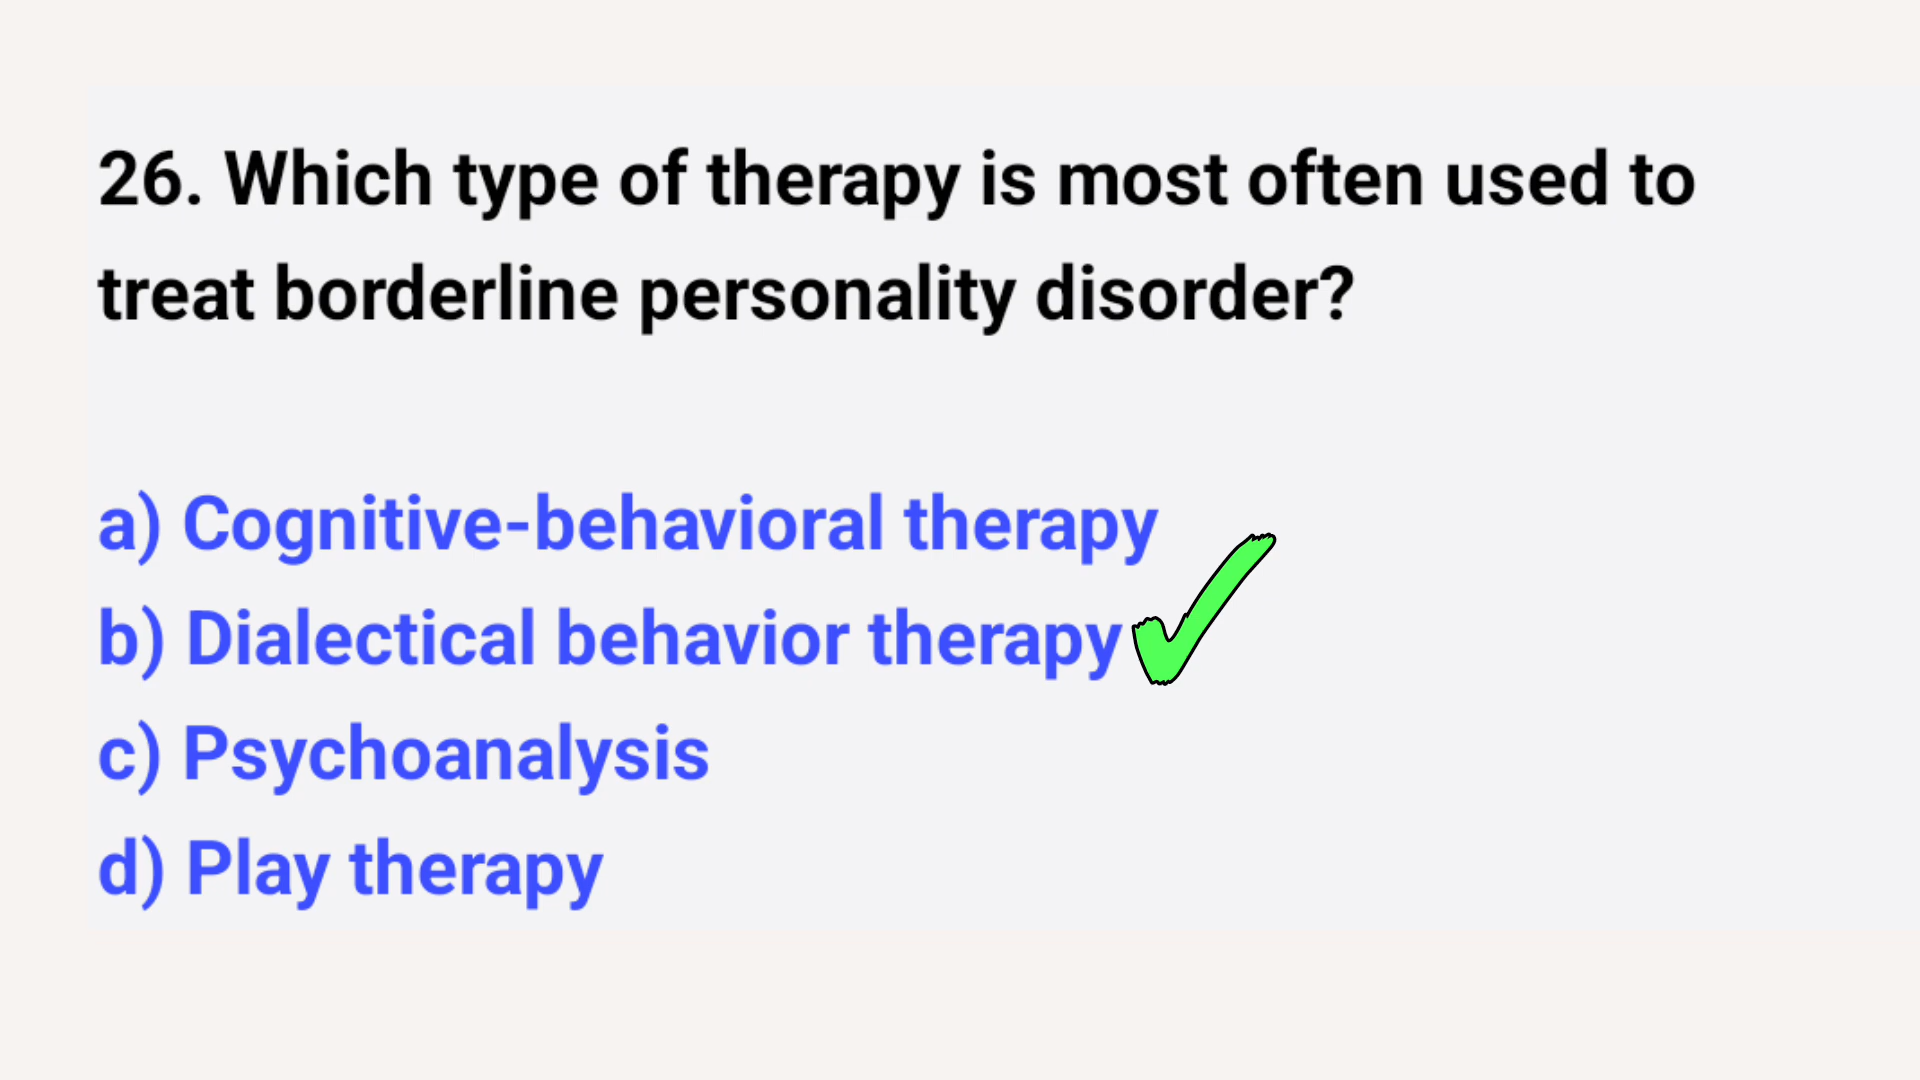 26. Which type of therapy is most often used to
treat borderline personality disorder?
a) Cognitive-behavioral therapy
b) Dialectical behavior therapy
c) Psychoanalysis
d) Play therapy